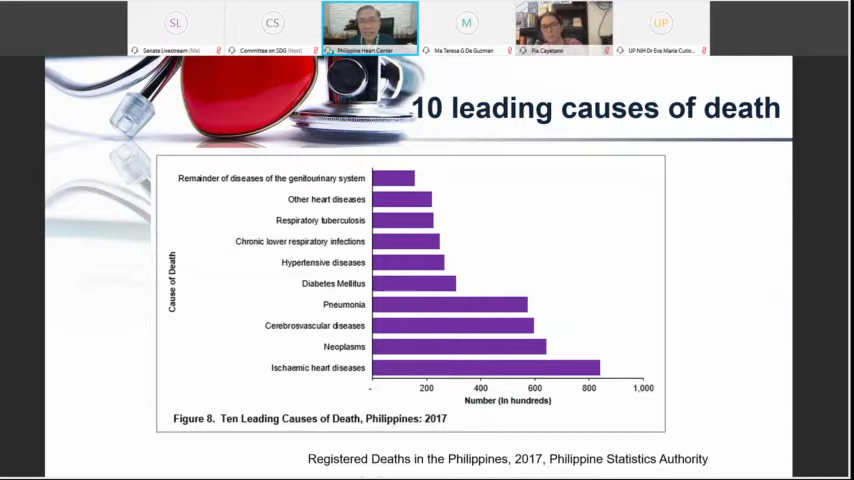 SL
CS
M
UP
Senate Livestream (Me)
Committee on SDG (Host)
Philippine Heart Center
Ma Teresa G De Guzman
Pia Cayetano
UP NIH Dr Eva Maria Cutio...
10 leading causes of death
Cause of Death
Remainder of diseases of the genitourinary system
Other heart diseases
Respiratory tuberculosis
Chronic lower respiratory infections
Hypertensive diseases
Diabetes Mellitus
Pneumonia
Cerebrovascular diseases
Neoplasms
Ischaemic heart diseases
- 200 400 600 800 1,000
Number (In hundreds)
Figure 8. Ten Leading Causes of Death, Philippines: 2017
Registered Deaths in the Philippines, 2017, Philippine Statistics Authority